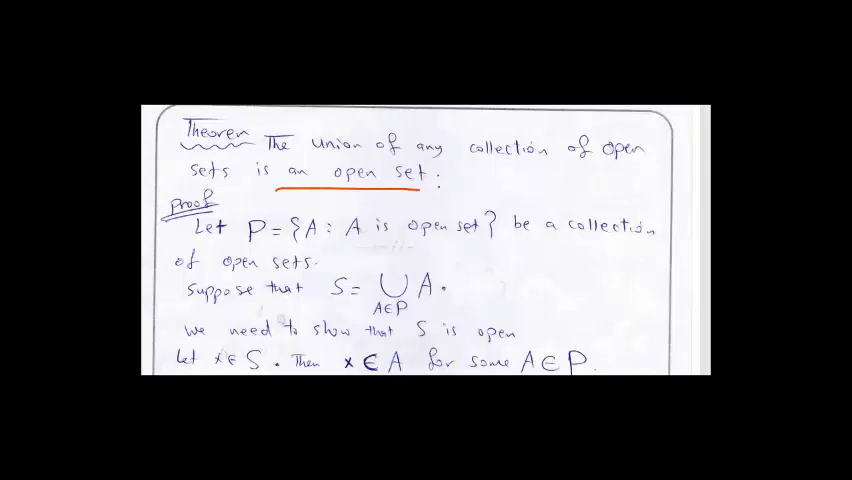 Theorem The union of any collection of open
sets is an open set.
Proof
Let P = {A : A is open set} be a collection
of open sets.
suppose that S = ∪ A.
A∈P
we need to show that S is open
Let x∈S. Then x∈A for some A∈P.